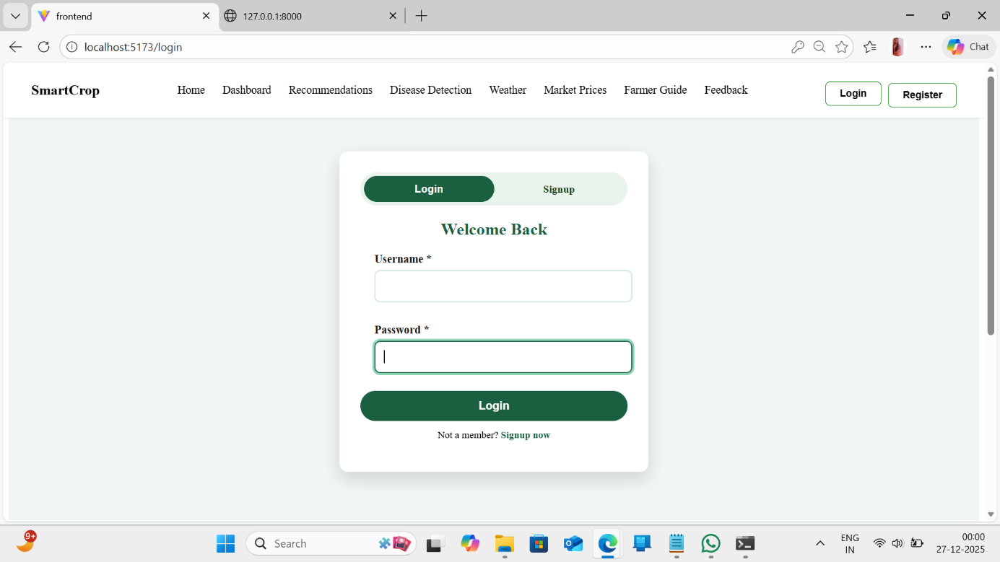 frontend
127.0.0.1:8000
localhost:5173/login
Chat
SmartCrop
Home Dashboard Recommendations Disease Detection Weather Market Prices Farmer Guide Feedback
Login Register
Login Signup
Welcome Back
Username *
Password *
Login
Not a member? Signup now
9+
Search
ENG
IN
00:00
27-12-2025